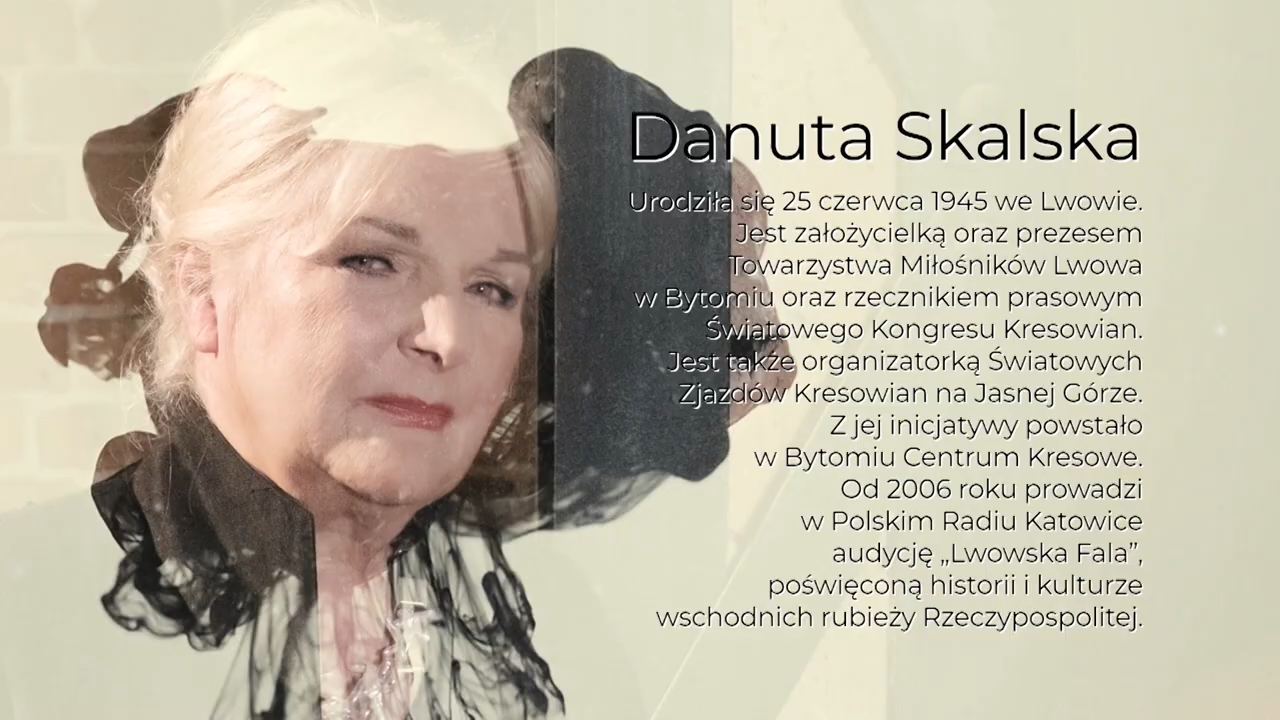 Danuta Skalska
Urodziła się 25 czerwca 1945 we Lwowie.
Jest założycielką oraz prezesem
Towarzystwa Miłośników Lwowa
w Bytomiu oraz rzecznikiem prasowym
Światowego Kongresu Kresowian.
Jest także organizatorką Światowych
Zjazdów Kresowian na Jasnej Górze.
Z jej inicjatywy powstało
w Bytomiu Centrum Kresowe.
Od 2006 roku prowadzi
w Polskim Radiu Katowice
audycję „Lwowska Fala”,
poświęconą historii i kulturze
wschodnich rubieży Rzeczypospolitej.